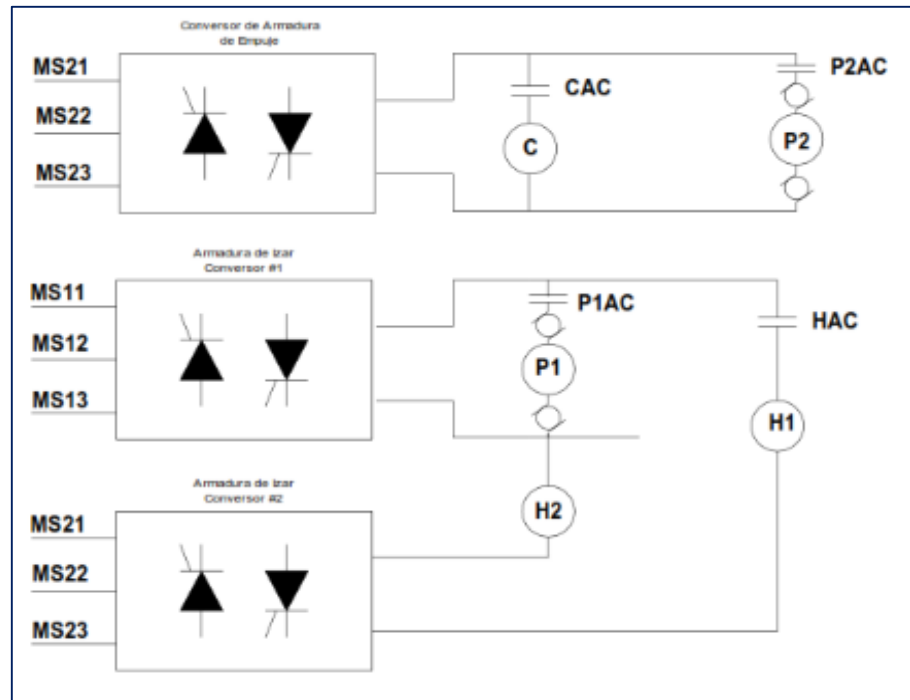 Conversor de Armadura
de Empuje
MS21
MS22
MS23
CAC
C
P2AC
P2
Armadura de Izar
Conversor #1
MS11
MS12
MS13
P1AC
P1
HAC
H1
Armadura de Izar
Conversor #2
MS21
MS22
MS23
H2